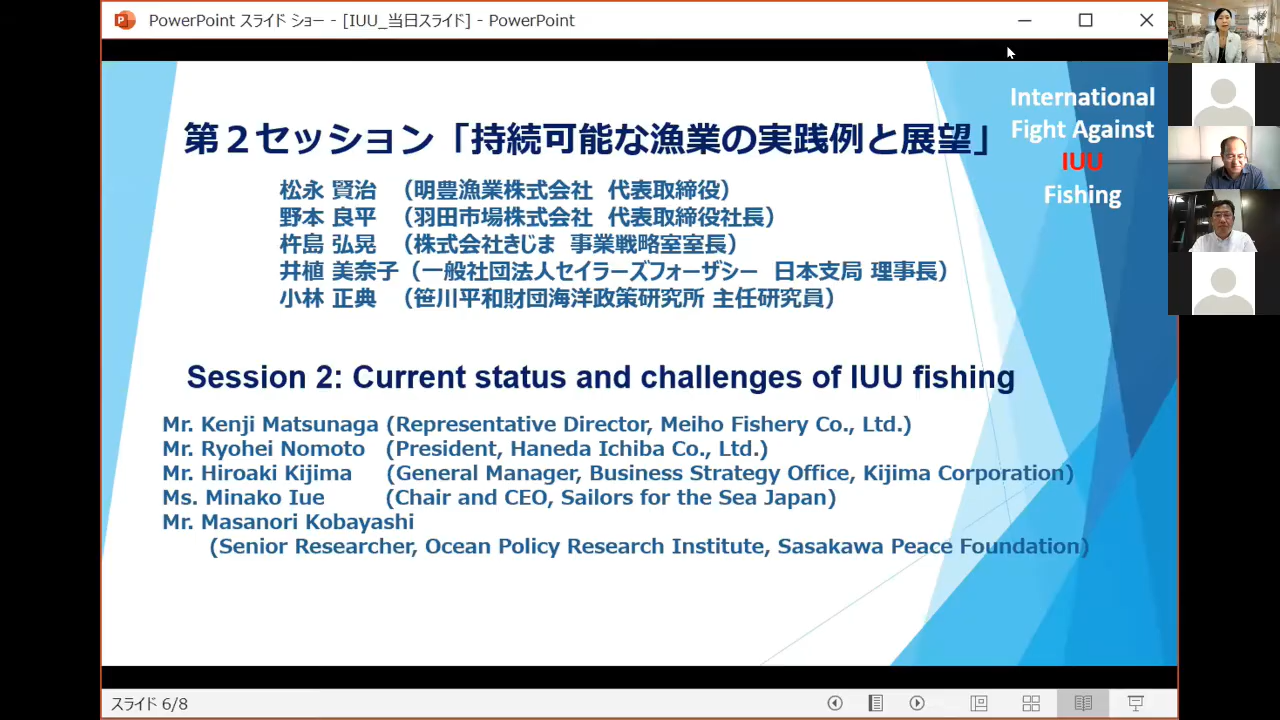 PowerPoint スライド ショー - [IUU_当日スライド] - PowerPoint
International
Fight Against
IUU
Fishing
第２セッション「持続可能な漁業の実践例と展望」
松永 賢治 （明豊漁業株式会社 代表取締役）
野本 良平 （羽田市場株式会社 代表取締役社長）
杵島 弘晃 （株式会社きじま 事業戦略室室長）
井植 美奈子（一般社団法人セイラーズフォーザシー 日本支局 理事長）
小林 正典 （笹川平和財団海洋政策研究所 主任研究員）
Session 2: Current status and challenges of IUU fishing
Mr. Kenji Matsunaga (Representative Director, Meiho Fishery Co., Ltd.)
Mr. Ryohei Nomoto (President, Haneda Ichiba Co., Ltd.)
Mr. Hiroaki Kijima (General Manager, Business Strategy Office, Kijima Corporation)
Ms. Minako Iue (Chair and CEO, Sailors for the Sea Japan)
Mr. Masanori Kobayashi
(Senior Researcher, Ocean Policy Research Institute, Sasakawa Peace Foundation)
スライド 6/8